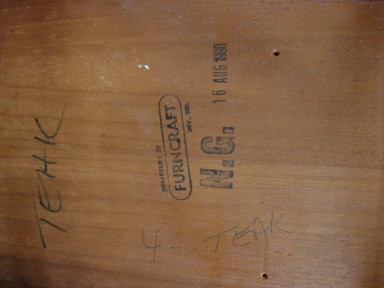 TEAK
MANUFACTURED BY
FURNCRAFT
PTY. LTD.
N.G.
16 AUG 1960
4 - TEAK